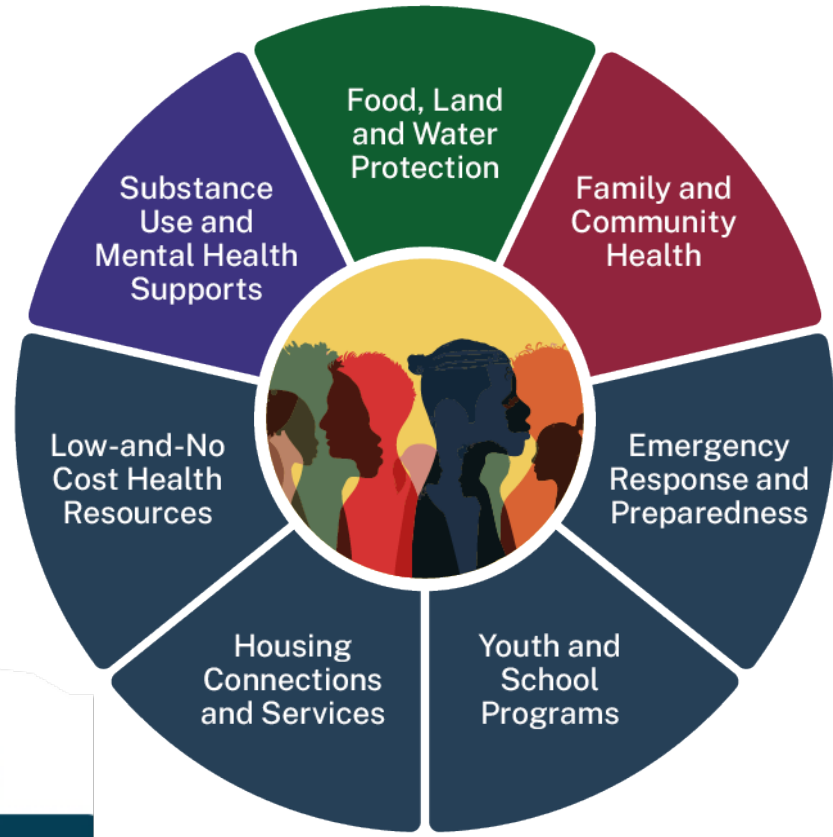 Food, Land
and Water
Protection
Family and
Community
Health
Emergency
Response and
Preparedness
Youth and
School
Programs
Housing
Connections
and Services
Low-and-No
Cost Health
Resources
Substance
Use and
Mental Health
Supports